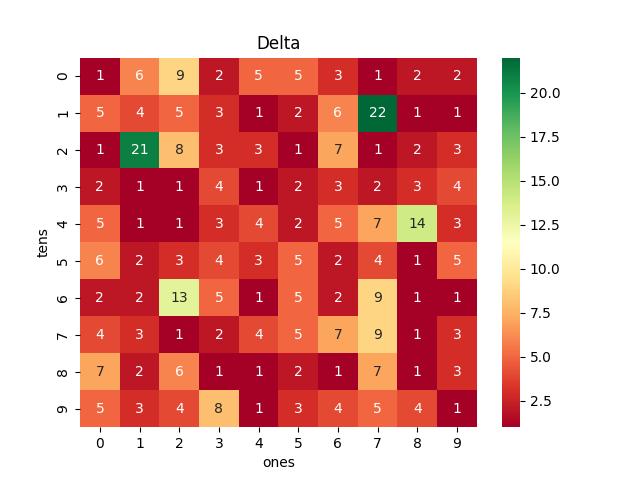 Delta
0 1 6 9 2 5 5 3 1 2 2
1 5 4 5 3 1 2 6 22 1 1
2 1 21 8 3 3 1 7 1 2 3
3 2 1 1 4 1 2 3 2 3 4
4 5 1 1 3 4 2 5 7 14 3
5 6 2 3 4 3 5 2 4 1 5
6 2 2 13 5 1 5 2 9 1 1
7 4 3 1 2 4 5 7 9 1 3
8 7 2 6 1 1 2 1 7 1 3
9 5 3 4 8 1 3 4 5 4 1
0 1 2 3 4 5 6 7 8 9
ones
tens
20.0
17.5
15.0
12.5
10.0
7.5
5.0
2.5